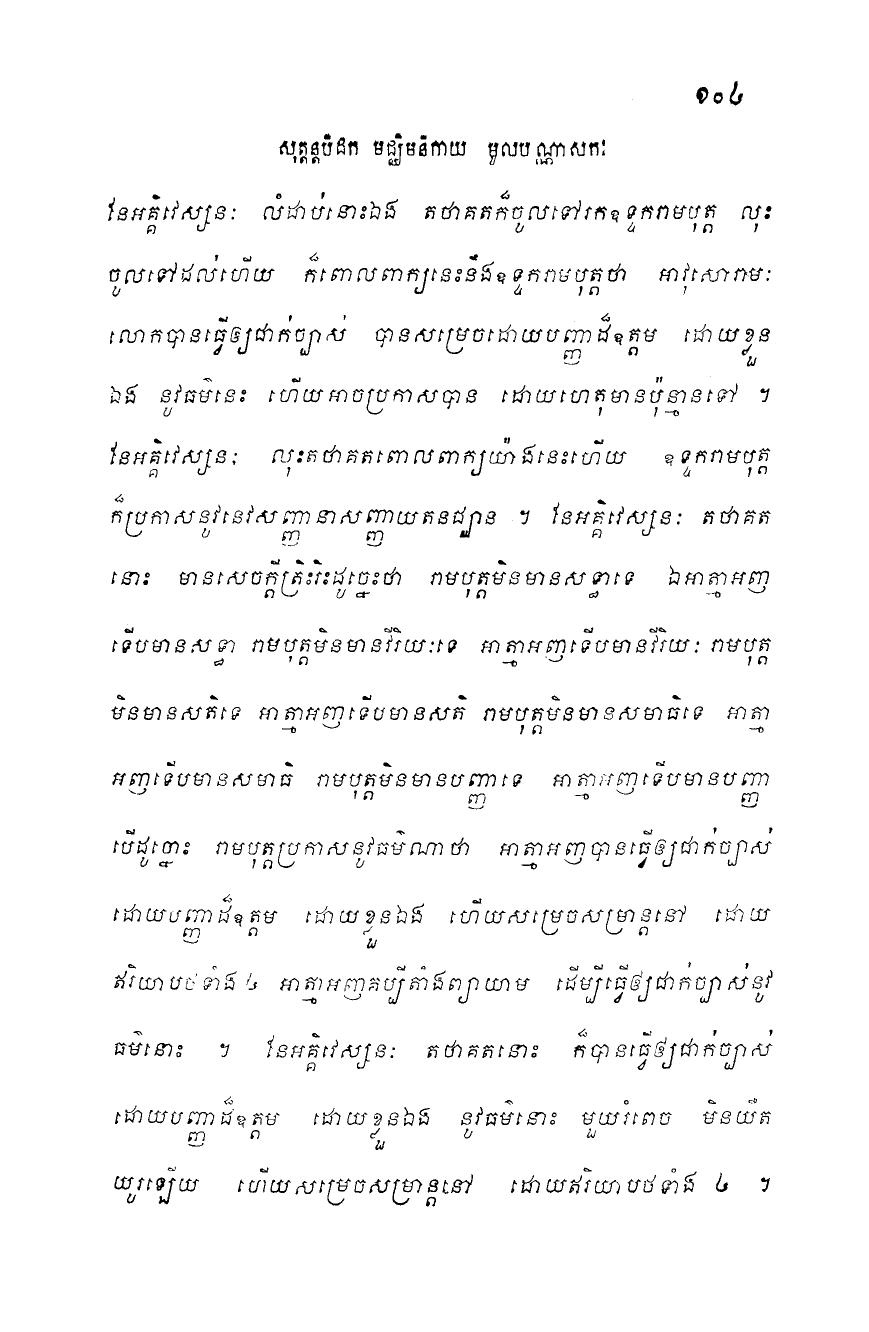 ១០៤
សុត្តន្តបិដក មជ្ឈិមនិកាយ មូលបណ្ណាសកៈ
នែអគ្គិវេស្សនៈ លំដាប់នោះឯង តថាគតក៏ចូលទៅរកឧទ្ទករាមបុត្ត លុះ
ចូលទៅដល់ហើយ ក៏ពោលពាក្យនេះនឹងឧទ្ទករាមបុត្តថា អាវុសោរាមៈ
លោកបានធ្វើឲ្យជាក់ច្បាស់ បានសម្រេចដោយបញ្ញាដ៏ឧត្តម ដោយខ្លួន
ឯង នូវធម៌នេះ ហើយអាចប្រកាសបាន ដោយហេតុមានប៉ុន្មានទៅ ។
នែអគ្គិវេស្សនៈ លុះតថាគតពោលពាក្យយ៉ាងនេះហើយ ឧទ្ទករាមបុត្ត
ក៏ប្រកាសនូវនេវសញ្ញានាសញ្ញាយតនជ្ឈាន ។ នែអគ្គិវេស្សនៈ តថាគត
នោះ មានសេចក្តីត្រិះរិះដូច្នេះថា រាមបុត្តមិនមានសទ្ធាទេ ឯអាត្មាអញ
ទើបមានសទ្ធា រាមបុត្តមិនមានវីរិយៈទេ អាត្មាអញទើបមានវីរិយៈ រាមបុត្ត
មិនមានសតិទេ អាត្មាអញទើបមានសតិ រាមបុត្តមិនមានសមាធិទេ អាត្មា
អញទើបមានសមាធិ រាមបុត្តមិនមានបញ្ញាទេ អាត្មាអញទើបមានបញ្ញា
បើដូច្នោះ រាមបុត្តប្រកាសនូវធម៌ណាថា អាត្មាអញបានធ្វើឲ្យជាក់ច្បាស់
ដោយបញ្ញាដ៏ឧត្តម ដោយខ្លួនឯង ហើយសម្រេចសម្រាន្តនៅ ដោយ
ឥរិយាបថទាំង ៤ អាត្មាអញគប្បីតាំងព្យាយាម ដើម្បីធ្វើឲ្យជាក់ច្បាស់នូវ
ធម៌នោះ ។ នែអគ្គិវេស្សនៈ តថាគតនោះ ក៏បានធ្វើឲ្យជាក់ច្បាស់
ដោយបញ្ញាដ៏ឧត្តម ដោយខ្លួនឯង នូវធម៌នោះ មួយរំពេច មិនយឺត
យូរឡើយ ហើយសម្រេចសម្រាន្តនៅ ដោយឥរិយាបថទាំង ៤ ។